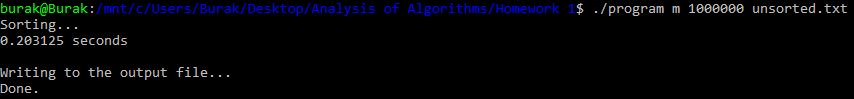 burak@Burak:/mnt/c/Users/Burak/Desktop/Analysis of Algorithms/Homework 1$ ./program m 1000000 unsorted.txt
Sorting...
0.203125 seconds
Writing to the output file...
Done.